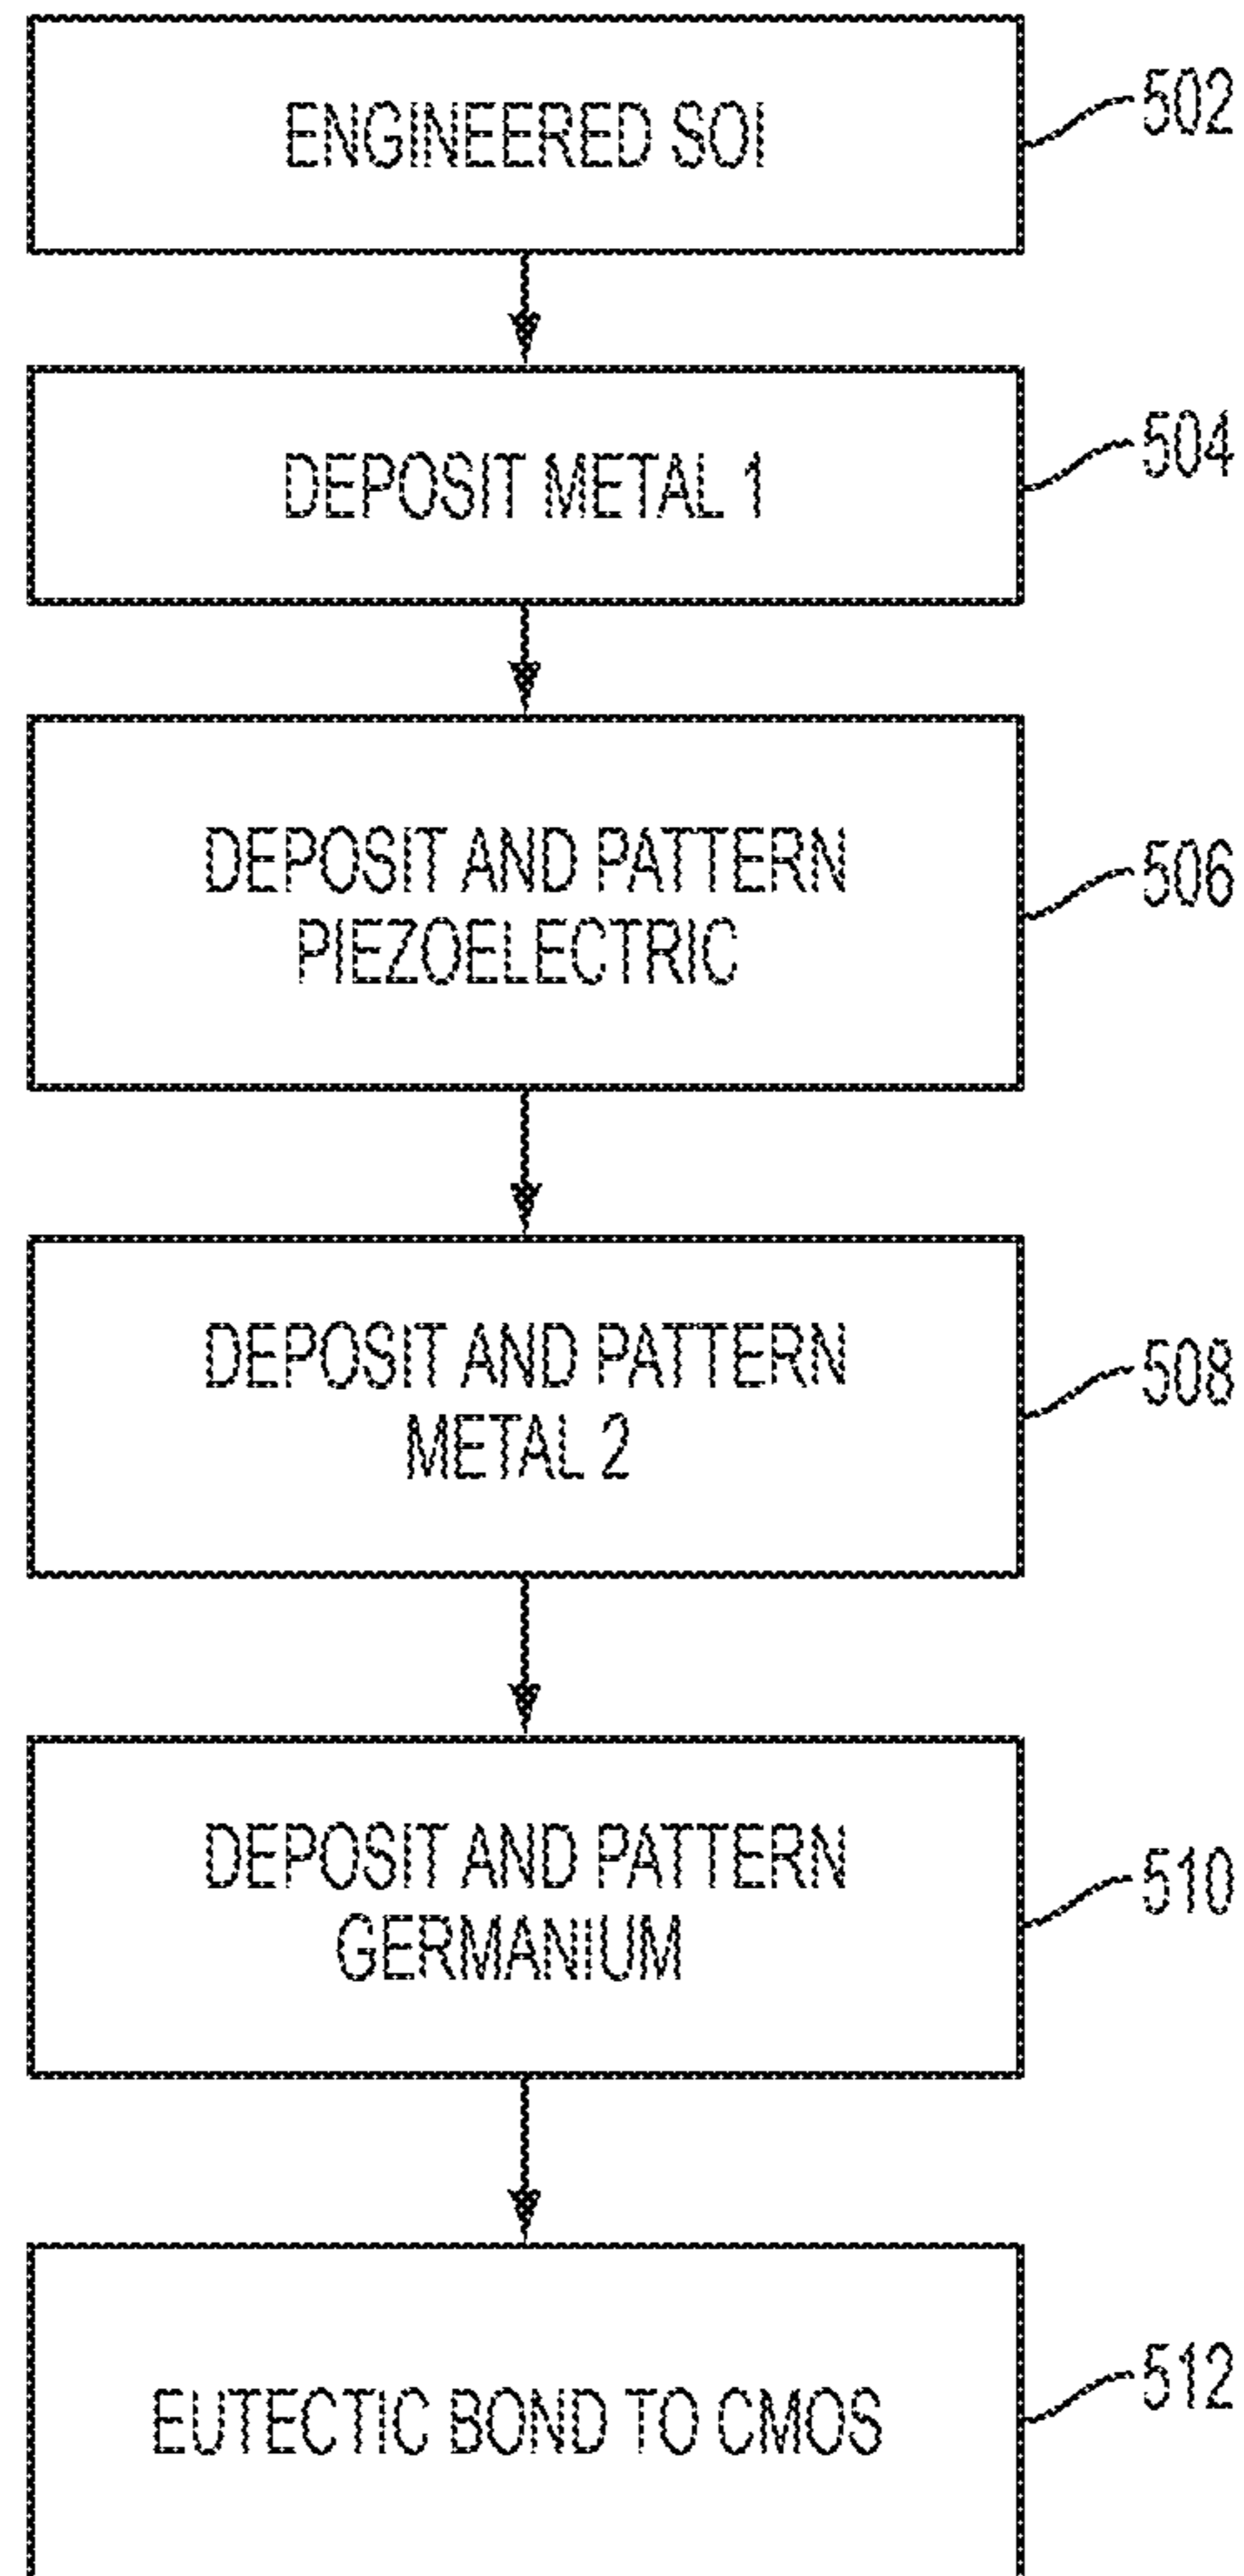 ENGINEERED SOI
502
DEPOSIT METAL 1
504
DEPOSIT AND PATTERN
PIEZOELECTRIC
506
DEPOSIT AND PATTERN
METAL 2
508
DEPOSIT AND PATTERN
GERMANIUM
510
EUTECTIC BOND TO CMOS
512